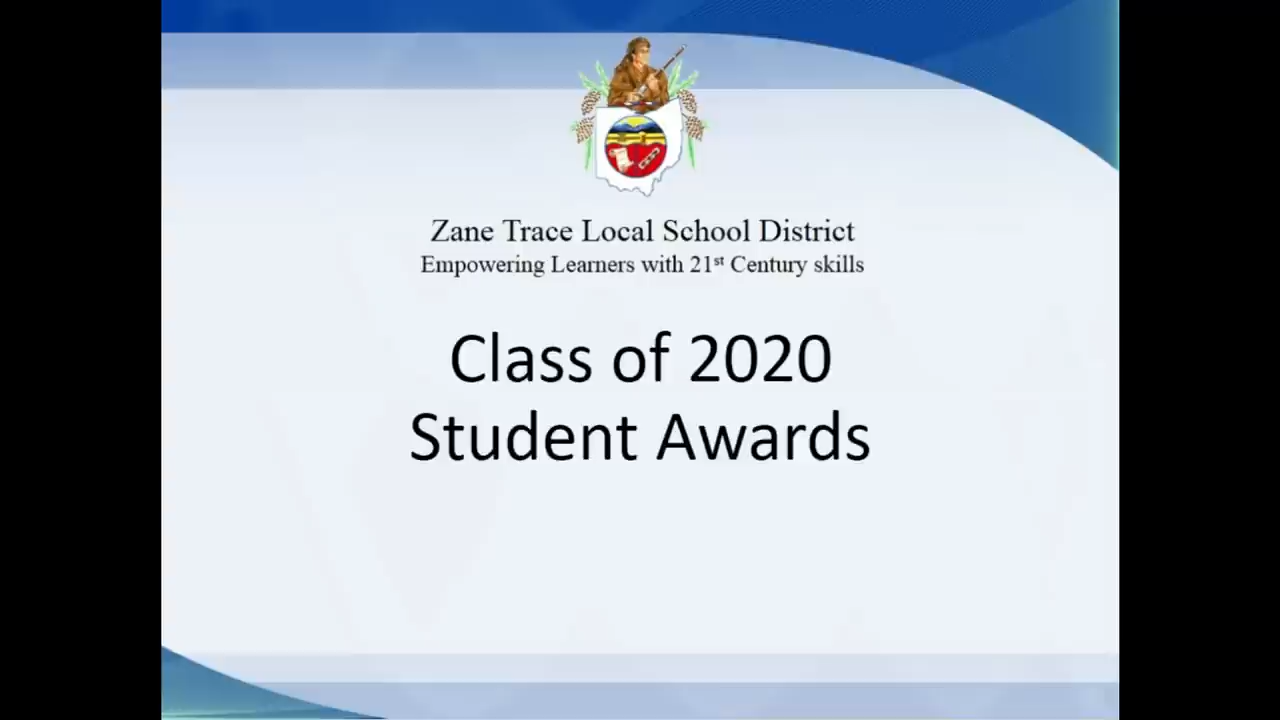 Zane Trace Local School District
Empowering Learners with 21st Century skills
Class of 2020
Student Awards